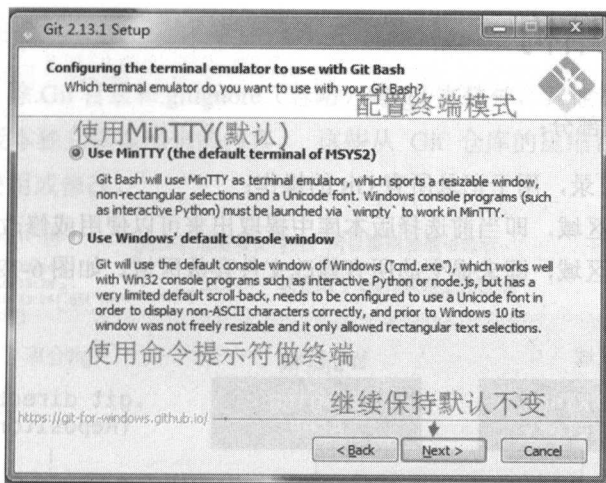 Git 2.13.1 Setup
Configuring the terminal emulator to use with Git Bash
Which terminal emulator do you want to use with your Git Bash?
配置终端模式
使用MinTTY(默认)
Use MinTTY (the default terminal of MSYS2)
Git Bash will use MinTTY as terminal emulator, which sports a resizable window,
non-rectangular selections and a Unicode font. Windows console programs (such
as interactive Python) must be launched via `winpty` to work in MinTTY.
Use Windows' default console window
Git will use the default console window of Windows ("cmd.exe"), which works well
with Win32 console programs such as interactive Python or node.js, but has a
very limited default scroll-back, needs to be configured to use a Unicode font in
order to display non-ASCII characters correctly, and prior to Windows 10 its
window was not freely resizable and it only allowed rectangular text selections.
使用命令提示符做终端
继续保持默认不变
https://git-for-windows.github.io/
< Back
Next >
Cancel